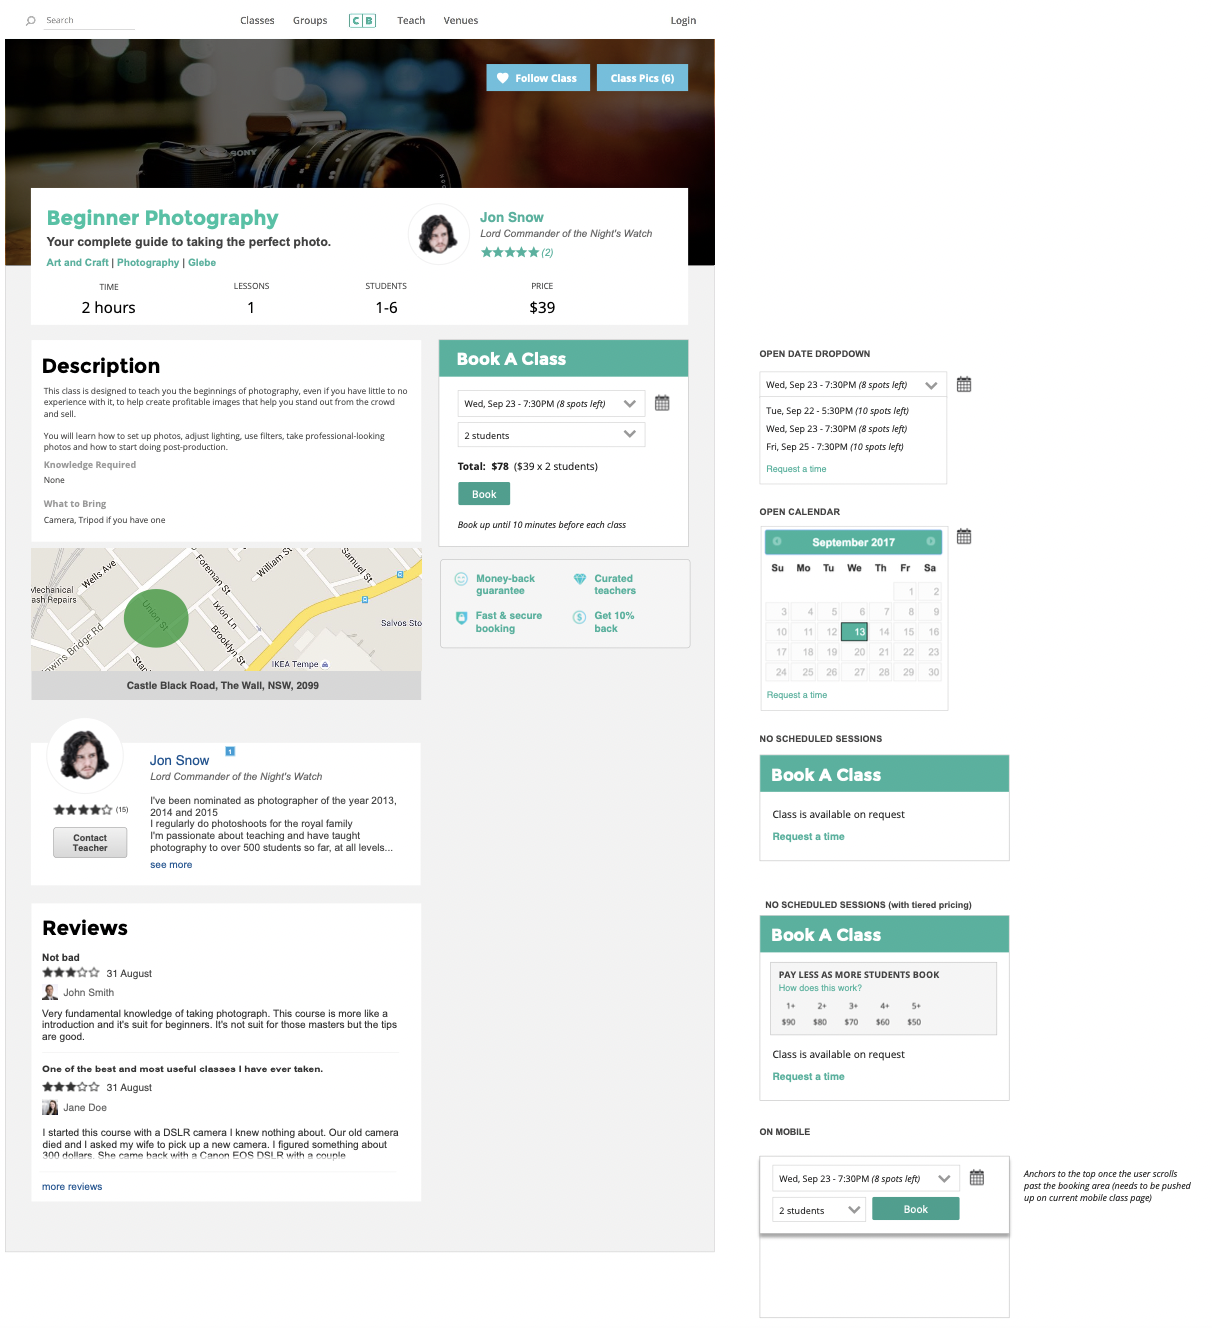 Search
Classes Groups CB Teach Venues
Login
Follow Class
Class Pics (6)
SONY
Beginner Photography
Your complete guide to taking the perfect photo.
Art and Craft | Photography | Glebe
Jon Snow
Lord Commander of the Night's Watch
(2)
TIME LESSONS STUDENTS PRICE
2 hours 1 1-6 $39
Description
This class is designed to teach you the beginnings of photography, even if you have little to no
experience with it, to help create profitable images that help you stand out from the crowd
and sell.
You will learn how to set up photos, adjust lighting, use filters, take professional-looking
photos and how to start doing post-production.
Knowledge Required
None
What to Bring
Camera, Tripod if you have one
Wells Ave
Foreman St
William St
Samuel St
Mechanical
ash Repairs
Union St
Ixion Ln
Brooklyn St
Salvos Sto
wins Bridge Rd
Stan
IKEA Tempe
Castle Black Road, The Wall, NSW, 2099
Jon Snow
1
Lord Commander of the Night's Watch
(15)
Contact
Teacher
I've been nominated as photographer of the year 2013,
2014 and 2015
I regularly do photoshoots for the royal family
I'm passionate about teaching and have taught
photography to over 500 students so far, at all levels...
see more
Reviews
Not bad
31 August
John Smith
Very fundamental knowledge of taking photograph. This course is more like a
introduction and it's suit for beginners. It's not suit for those masters but the tips
are good.
One of the best and most useful classes I have ever taken.
31 August
Jane Doe
I started this course with a DSLR camera I knew nothing about. Our old camera
died and I asked my wife to pick up a new camera. I figured something about
300 dollars. She came back with a Canon EOS DSLR with a couple
more reviews
Book A Class
Wed, Sep 23 - 7:30PM (8 spots left)
2 students
Total: $78 ($39 x 2 students)
Book
Book up until 10 minutes before each class
Money-back
guarantee
Curated
teachers
Fast & secure
booking
$
Get 10%
back
OPEN DATE DROPDOWN
Wed, Sep 23 - 7:30PM (8 spots left)
Tue, Sep 22 - 5:30PM (10 spots left)
Wed, Sep 23 - 7:30PM (8 spots left)
Fri, Sep 25 - 7:30PM (10 spots left)
Request a time
OPEN CALENDAR
September 2017
Su Mo Tu We Th Fr Sa
1 2
3 4 5 6 7 8 9
10 11 12 13 14 15 16
17 18 19 20 21 22 23
24 25 26 27 28 29 30
Request a time
NO SCHEDULED SESSIONS
Book A Class
Class is available on request
Request a time
NO SCHEDULED SESSIONS (with tiered pricing)
Book A Class
PAY LESS AS MORE STUDENTS BOOK
How does this work?
1+ 2+ 3+ 4+ 5+
$90 $80 $70 $60 $50
Class is available on request
Request a time
ON MOBILE
Wed, Sep 23 - 7:30PM (8 spots left)
2 students
Book
Anchors to the top once the user scrolls
past the booking area (needs to be pushed
up on current mobile class page)